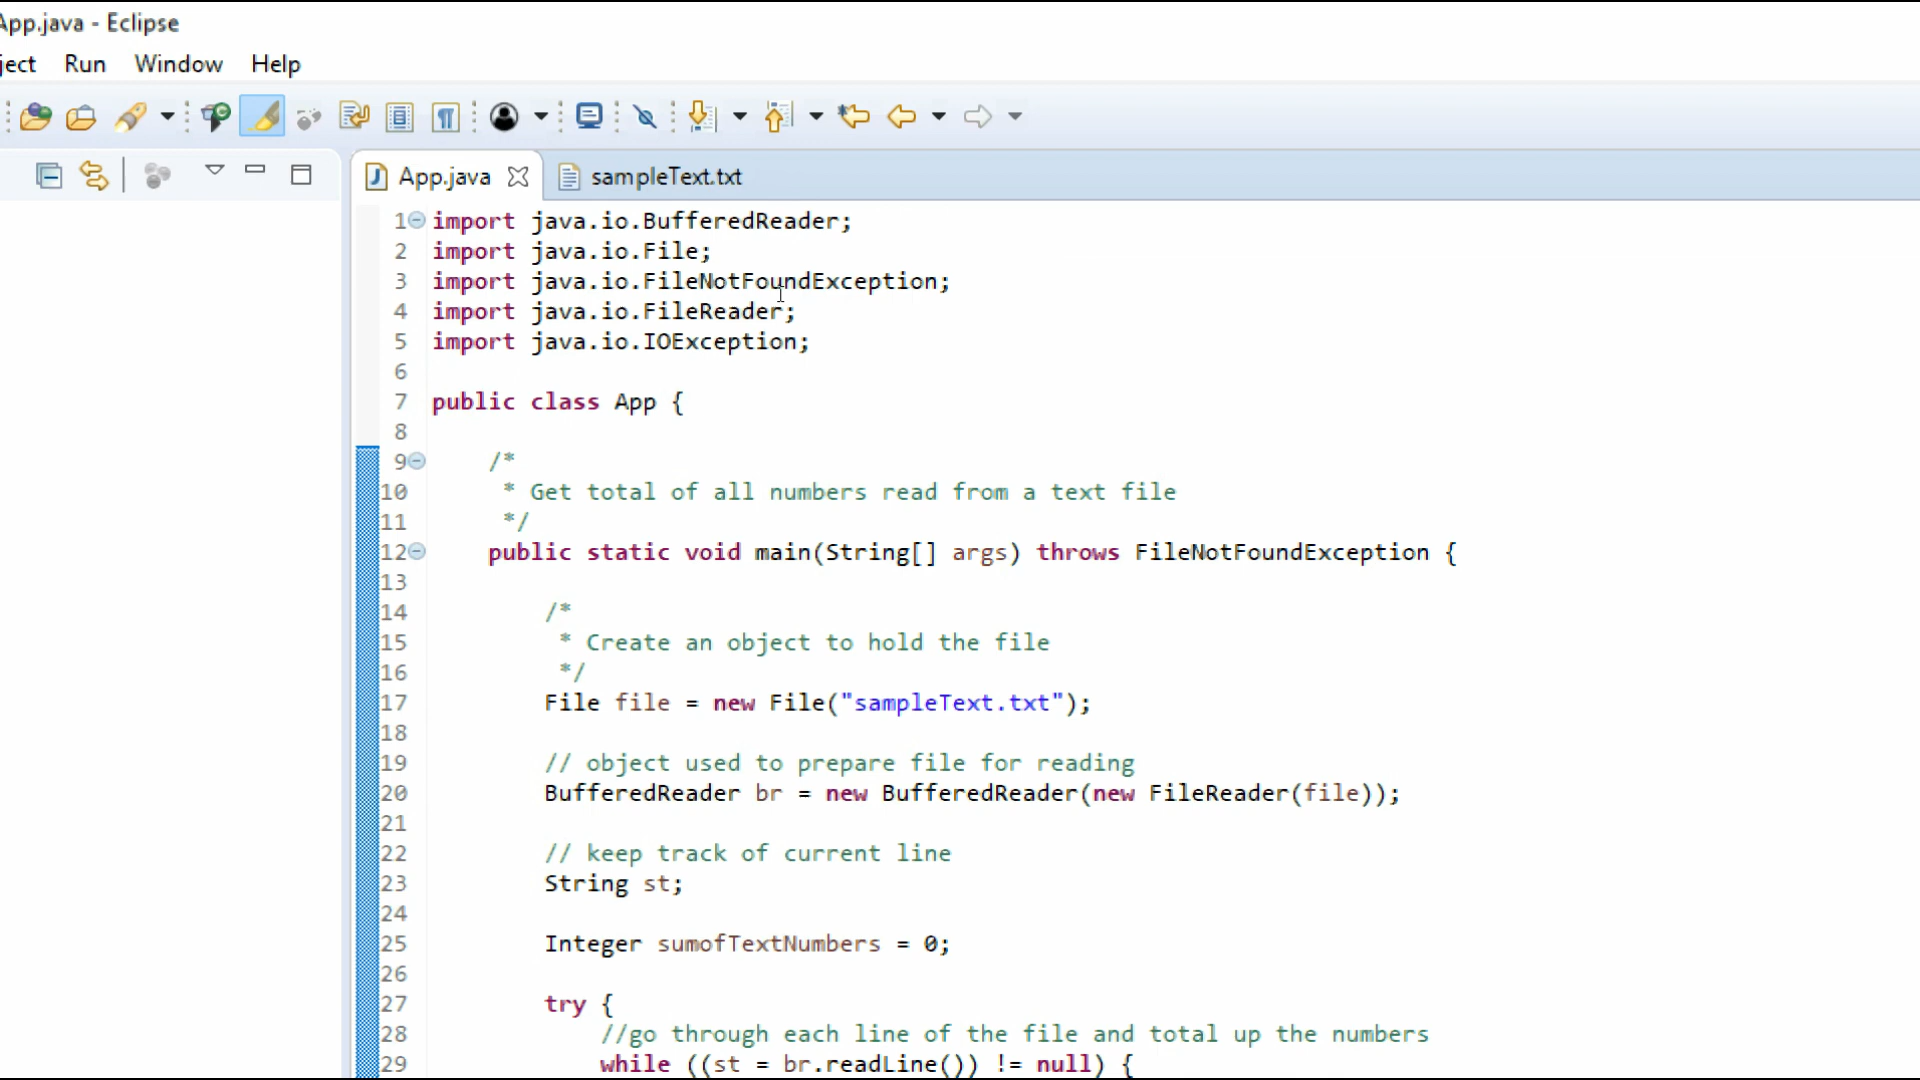 App.java - Eclipse
ject Run Window Help
App.java sampleText.txt
1 import java.io.BufferedReader;
2 import java.io.File;
3 import java.io.FileNotFoundException;
4 import java.io.FileReader;
5 import java.io.IOException;
6
7 public class App {
8
9 /*
10 * Get total of all numbers read from a text file
11 */
12 public static void main(String[] args) throws FileNotFoundException {
13
14 /*
15 * Create an object to hold the file
16 */
17 File file = new File("sampleText.txt");
18
19 // object used to prepare file for reading
20 BufferedReader br = new BufferedReader(new FileReader(file));
21
22 // keep track of current line
23 String st;
24
25 Integer sumofTextNumbers = 0;
26
27 try {
28 //go through each line of the file and total up the numbers
29 while ((st = br.readLine()) != null) {